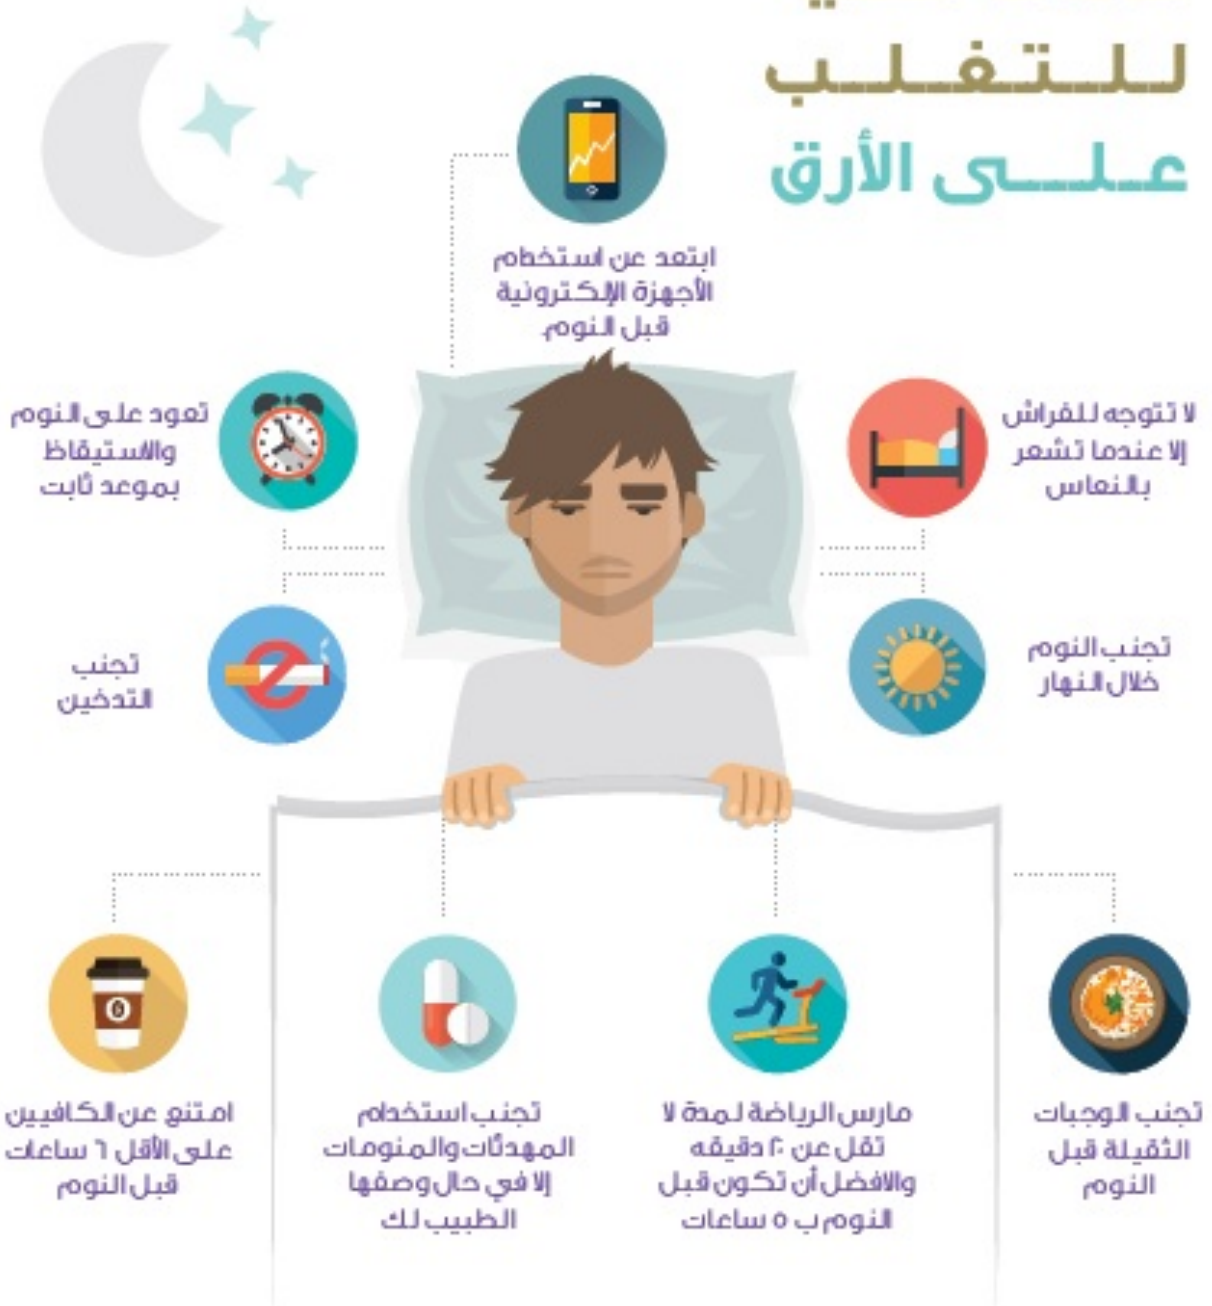 للتغلب
على الأرق
ابتعد عن استخدام
الأجهزة الإلكترونية
قبل النوم.
لا تتوجه للفراش
إلا عندما تشعر
بالنعاس
تعود على النوم
والاستيقاظ
بموعد ثابت
تجنب النوم
خلال النهار
تجنب
التدخين
تجنب الوجبات
الثقيلة قبل
النوم
مارس الرياضة لمدة لا
تقل عن ٢٠ دقيقه
والافضل أن تكون قبل
النوم ب ٥ ساعات
تجنب استخدام
المهدئات والمنومات
إلا في حال وصفها
الطبيب لك
امتنع عن الكافيين
على الأقل ٦ ساعات
قبل النوم